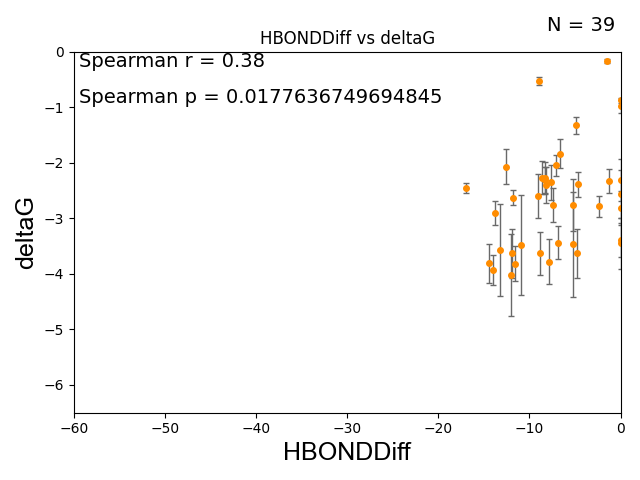 N = 39
HBONDDiff vs deltaG
Spearman r = 0.38
Spearman p = 0.0177636749694845
0
−1
−2
−3
−4
−5
−6
deltaG
−60 −50 −40 −30 −20 −10 0
HBONDDiff